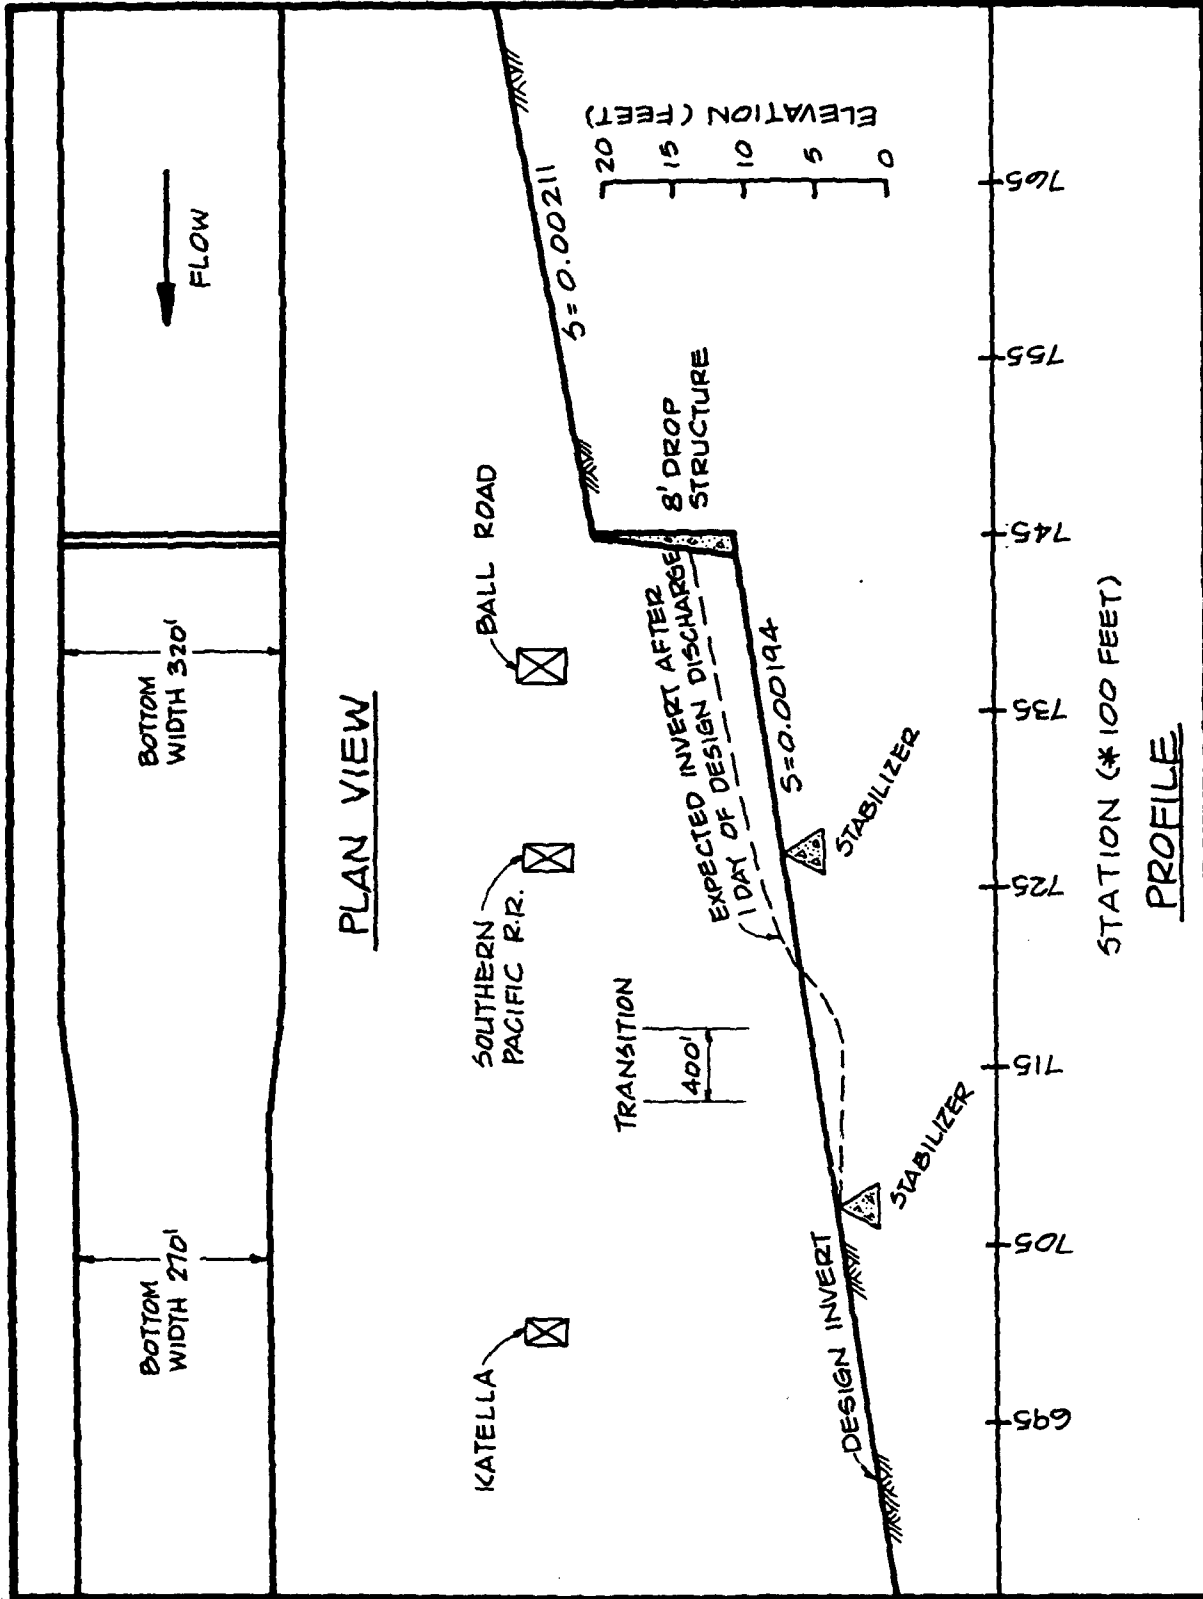 BOTTOM
WIDTH 270'
BOTTOM
WIDTH 320'
FLOW
PLAN VIEW
KATELLA
SOUTHERN
PACIFIC R.R.
BALL ROAD
TRANSITION
400'
EXPECTED INVERT AFTER
1 DAY OF DESIGN DISCHARGE
8' DROP
STRUCTURE
S=0.00211
S=0.00194
DESIGN INVERT
STABILIZER
STABILIZER
ELEVATION (FEET)
20
15
10
5
0
695
705
715
725
735
745
755
765
STATION (*100 FEET)
PROFILE